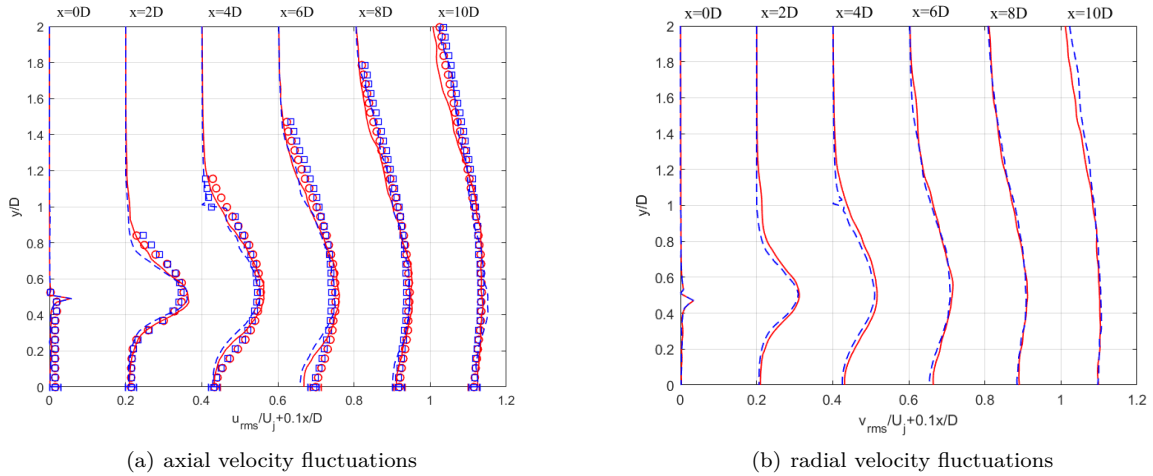 x=0D x=2D x=4D x=6D x=8D x=10D
2
1.8
1.6
1.4
1.2
1
0.8
0.6
0.4
0.2
0
y/D
0 0.2 0.4 0.6 0.8 1 1.2
u_rms/U_j+0.1x/D
(a) axial velocity fluctuations
x=0D x=2D x=4D x=6D x=8D x=10D
2
1.8
1.6
1.4
1.2
1
0.8
0.6
0.4
0.2
0
y/D
0 0.2 0.4 0.6 0.8 1 1.2
v_rms/U_j+0.1x/D
(b) radial velocity fluctuations